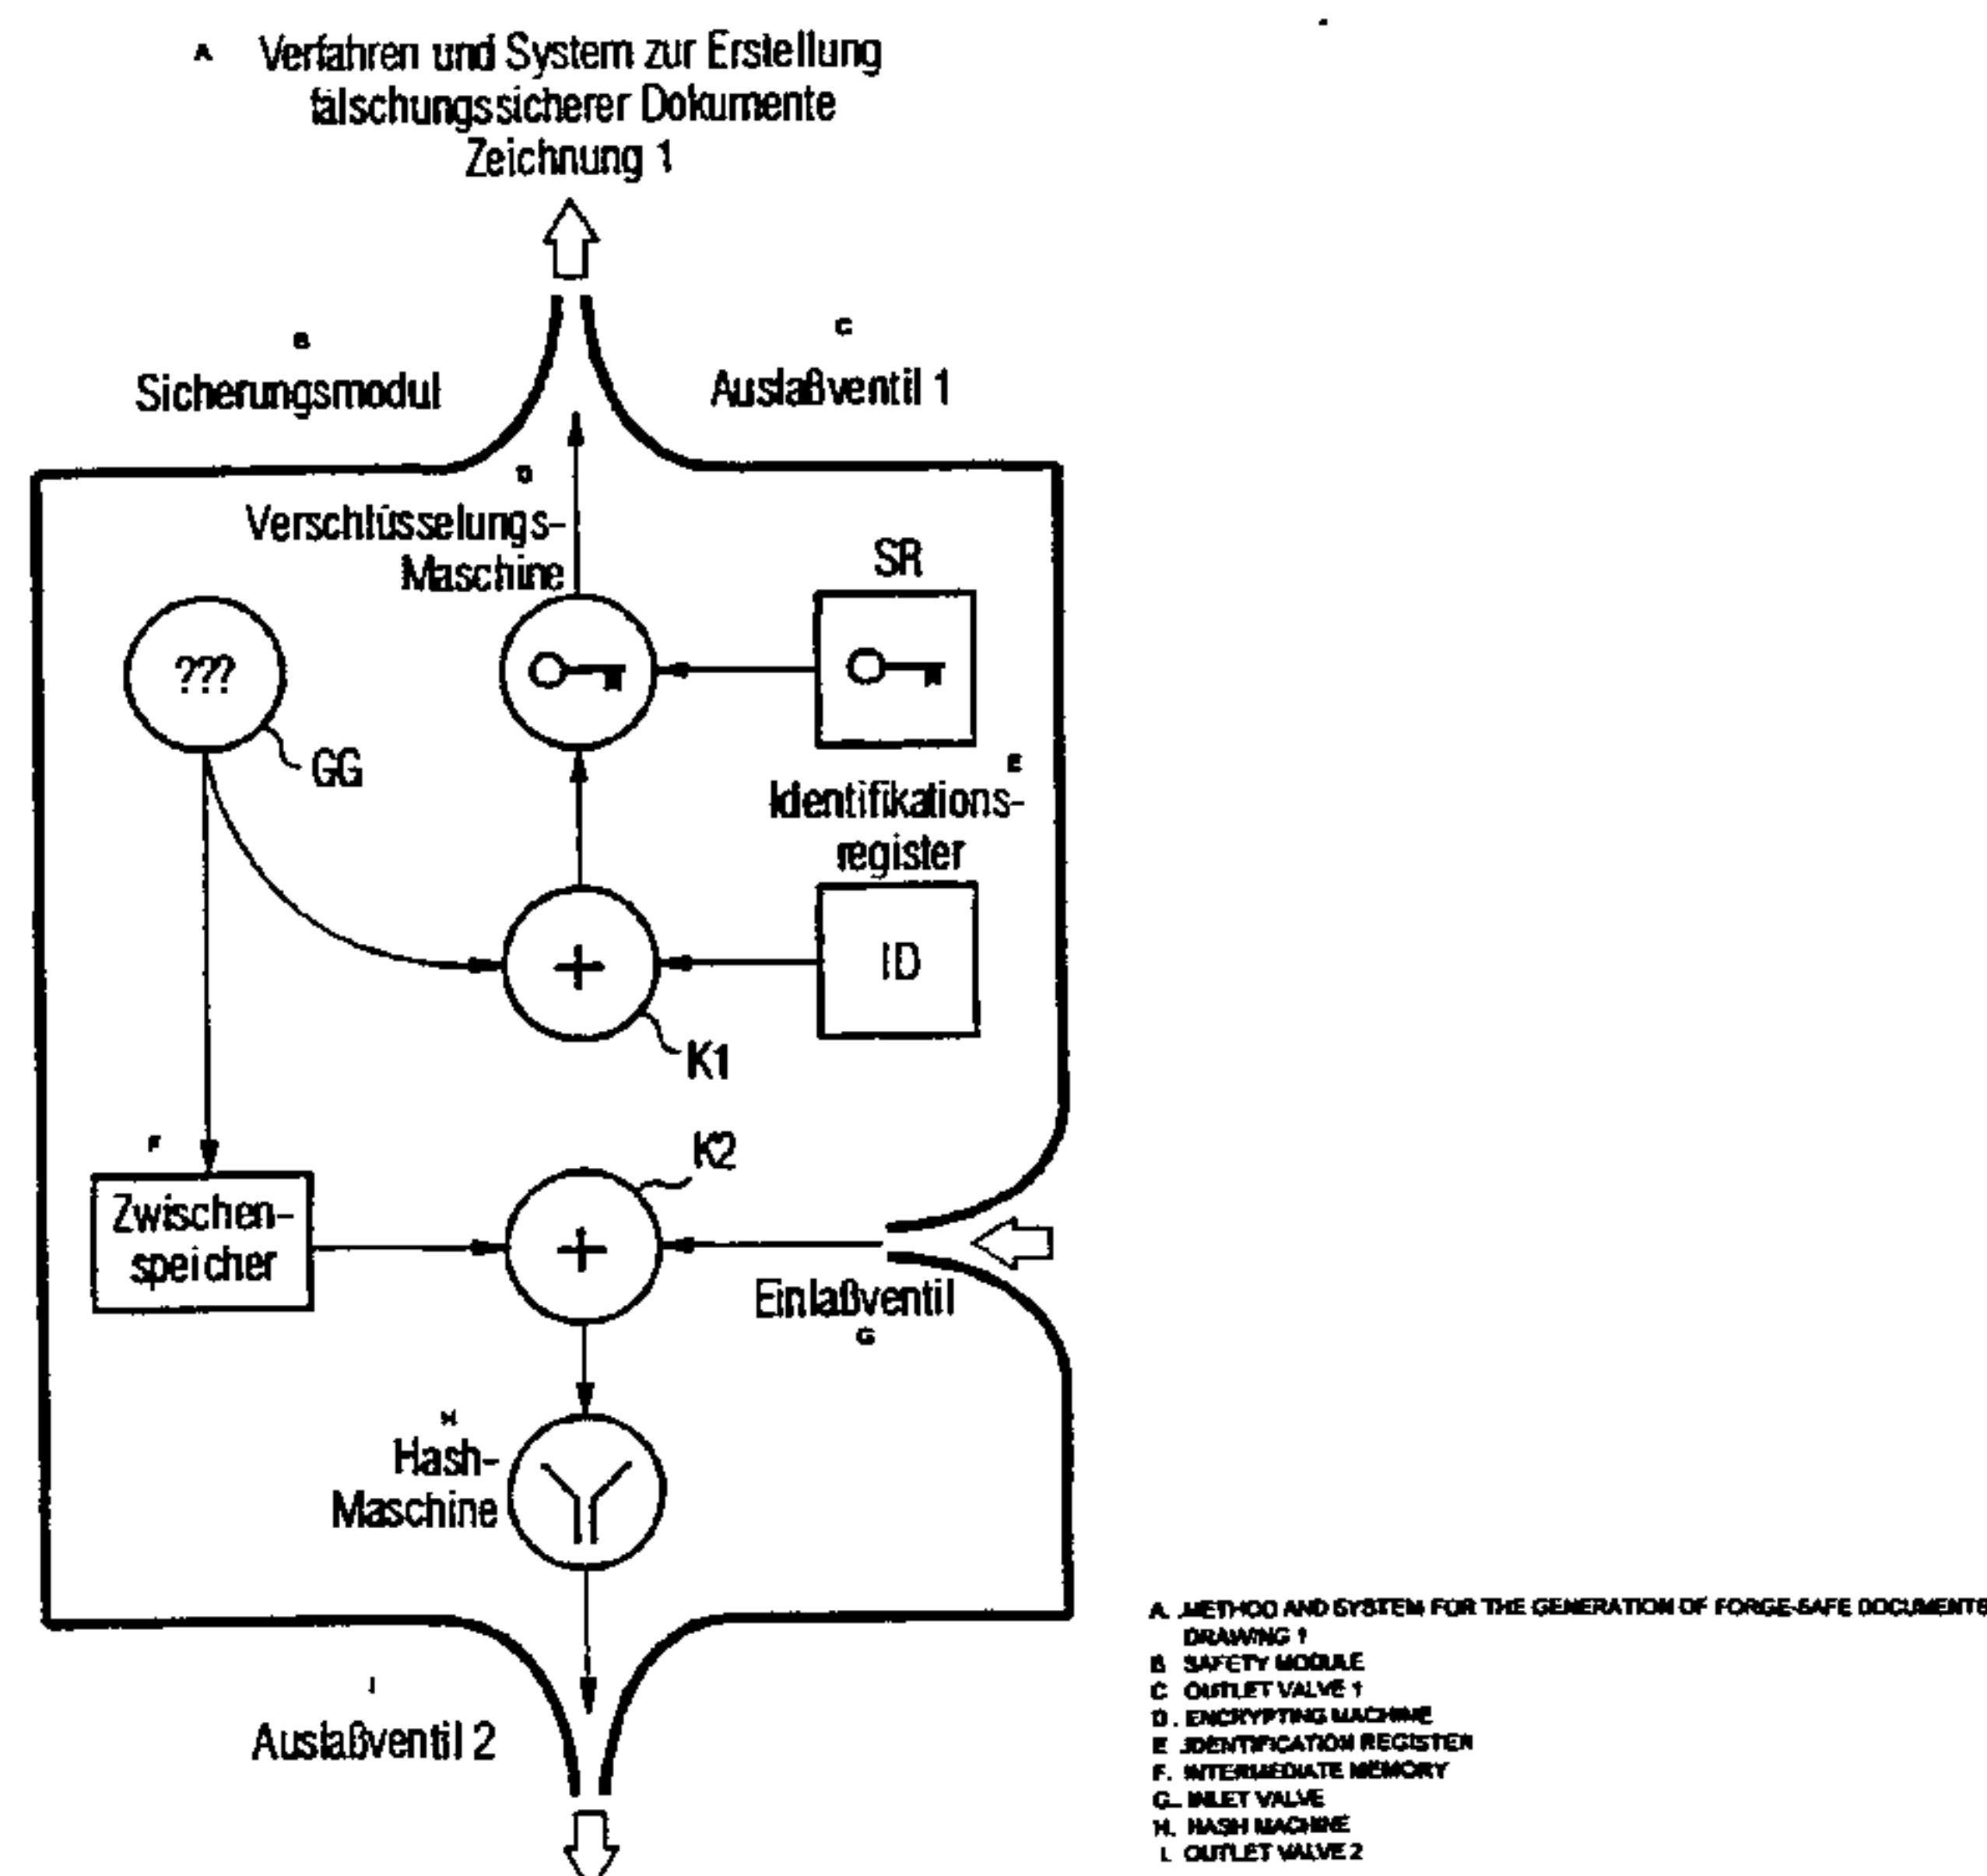 A Verfahren und System zur Erstellung
fälschungssicherer Dokumente
Zeichnung 1
B
Sicherungsmodul
C
Auslaßventil 1
D
Verschlüsselungs-
Maschine
SR
???
GG
E
Identifikations-
register
ID
K1
F
Zwischen-
speicher
K2
Einlaßventil
G
H
Hash-
Maschine
I
Auslaßventil 2
A. METHOD AND SYSTEM FOR THE GENERATION OF FORGE-SAFE DOCUMENTS
DRAWING 1
B SAFETY MODULE
C OUTLET VALVE 1
D. ENCRYPTING MACHINE
E IDENTIFICATION REGISTER
F. INTERMEDIATE MEMORY
G. INLET VALVE
H. HASH MACHINE
I. OUTLET VALVE 2